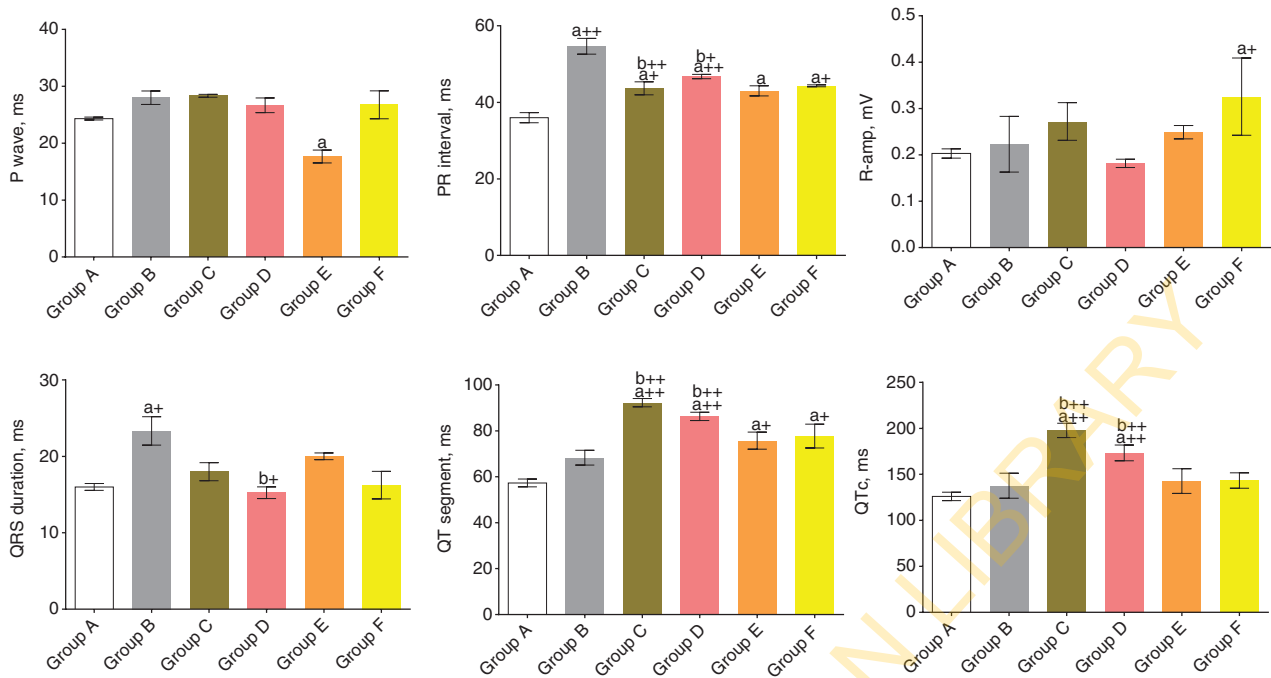 P wave, ms
40
30
20
10
0
a
Group A
Group B
Group C
Group D
Group E
Group F
PR interval, ms
60
40
20
0
a++
b++
a+
b+
a++
a
a+
Group A
Group B
Group C
Group D
Group E
Group F
R-amp, mV
0.5
0.4
0.3
0.2
0.1
0.0
a+
Group A
Group B
Group C
Group D
Group E
Group F
QRS duration, ms
30
20
10
0
a+
b+
Group A
Group B
Group C
Group D
Group E
Group F
QT segment, ms
100
80
60
40
20
0
b++
a++
b++
a++
a+
a+
Group A
Group B
Group C
Group D
Group E
Group F
QTc, ms
250
200
150
100
50
0
b++
a++
b++
a++
Group A
Group B
Group C
Group D
Group E
Group F
N LIBRARY